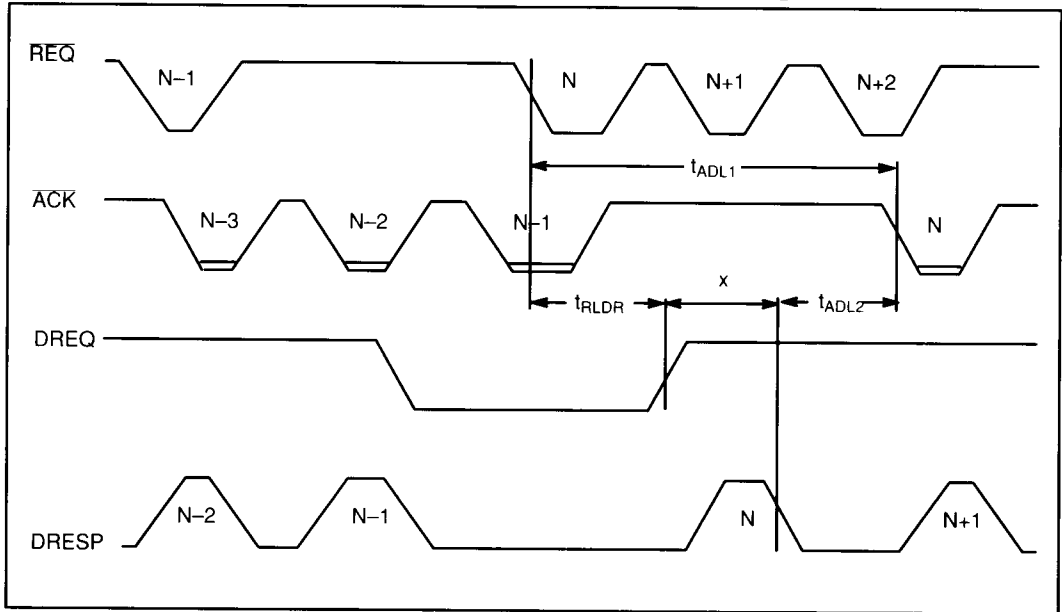 REQ N–1 N N+1 N+2
tADL1
ACK N–3 N–2 N–1 N
tRLDR x tADL2
DREQ
DRESP N–2 N–1 N N+1